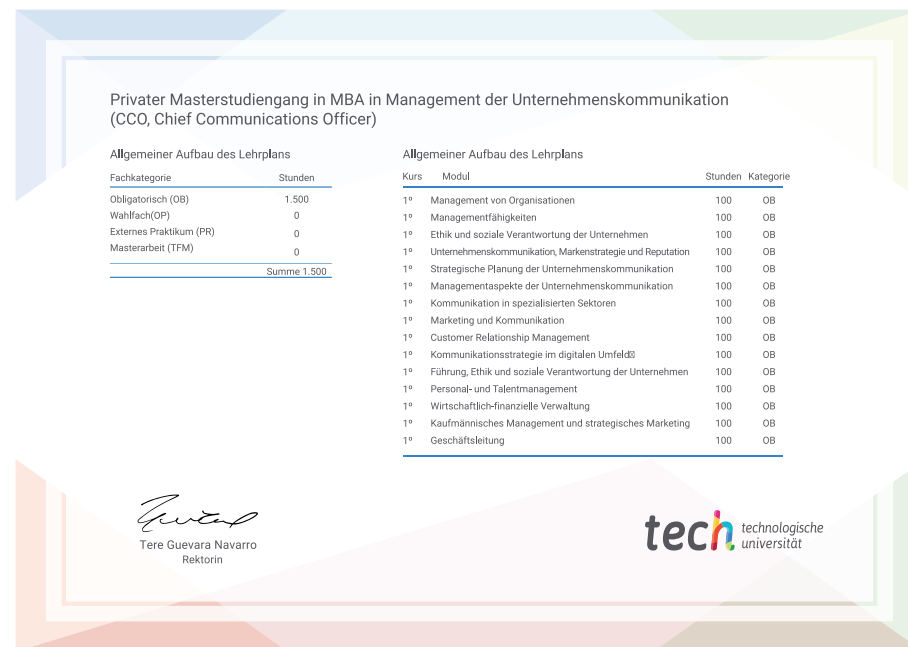 Privater Masterstudiengang in MBA in Management der Unternehmenskommunikation
(CCO, Chief Communications Officer)
Allgemeiner Aufbau des Lehrplans
Fachkategorie Stunden
Obligatorisch (OB) 1.500
Wahlfach(OP) 0
Externes Praktikum (PR) 0
Masterarbeit (TFM) 0
Summe 1.500
Allgemeiner Aufbau des Lehrplans
Kurs Modul Stunden Kategorie
1º Management von Organisationen 100 OB
1º Managementfähigkeiten 100 OB
1º Ethik und soziale Verantwortung der Unternehmen 100 OB
1º Unternehmenskommunikation, Markenstrategie und Reputation 100 OB
1º Strategische Planung der Unternehmenskommunikation 100 OB
1º Managementaspekte der Unternehmenskommunikation 100 OB
1º Kommunikation in spezialisierten Sektoren 100 OB
1º Marketing und Kommunikation 100 OB
1º Customer Relationship Management 100 OB
1º Kommunikationsstrategie im digitalen Umfeld 100 OB
1º Führung, Ethik und soziale Verantwortung der Unternehmen 100 OB
1º Personal- und Talentmanagement 100 OB
1º Wirtschaftlich-finanzielle Verwaltung 100 OB
1º Kaufmännisches Management und strategisches Marketing 100 OB
1º Geschäftsleitung 100 OB
Tere Guevara Navarro
Rektorin
tech technologische
universität